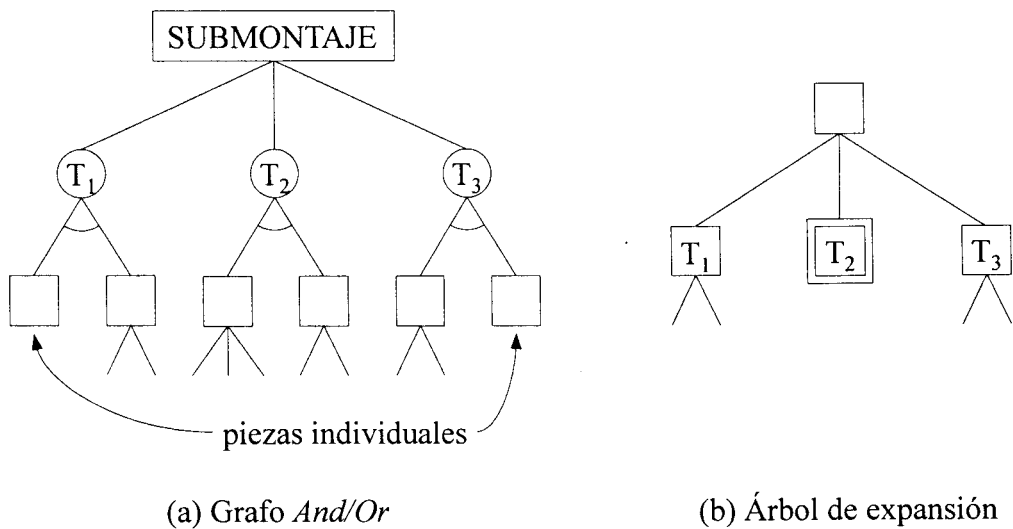 SUBMONTAJE
T1 T2 T3
T1 T2 T3
piezas individuales
(a) Grafo And/Or
(b) Árbol de expansión